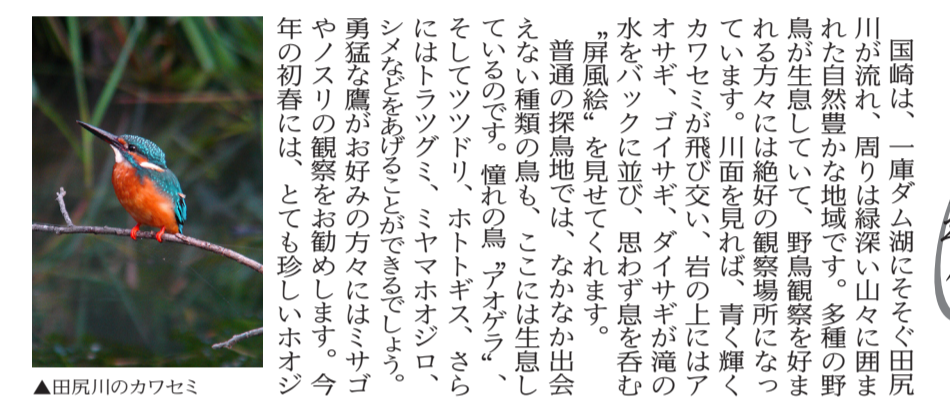 国崎は、一庫ダム湖にそそぐ田尻
川が流れ、周りは緑深い山々に囲ま
れた自然豊かな地域です。多種の野
鳥が生息していて、野鳥観察を好ま
れる方々には絶好の観察場所になっ
ています。川面を見れば、青く輝く
カワセミが飛び交い、岩の上にはア
オサギ、ゴイサギ、ダイサギが滝の
水をバックに並び、思わず息を呑む
〝屏風絵〟を見せてくれます。
普通の探鳥地では、なかなか出会
えない種類の鳥も、ここには生息し
ているのです。憧れの鳥〝アオゲラ〟、
そしてツツドリ、ホトトギス、さら
にはトラツグミ、ミヤマホオジロ、
シメなどをあげることができるでしょう。
勇猛な鷹がお好みの方々にはミサゴ
やノスリの観察をお勧めします。今
年の初春には、とても珍しいホオジ
▲田尻川のカワセミ